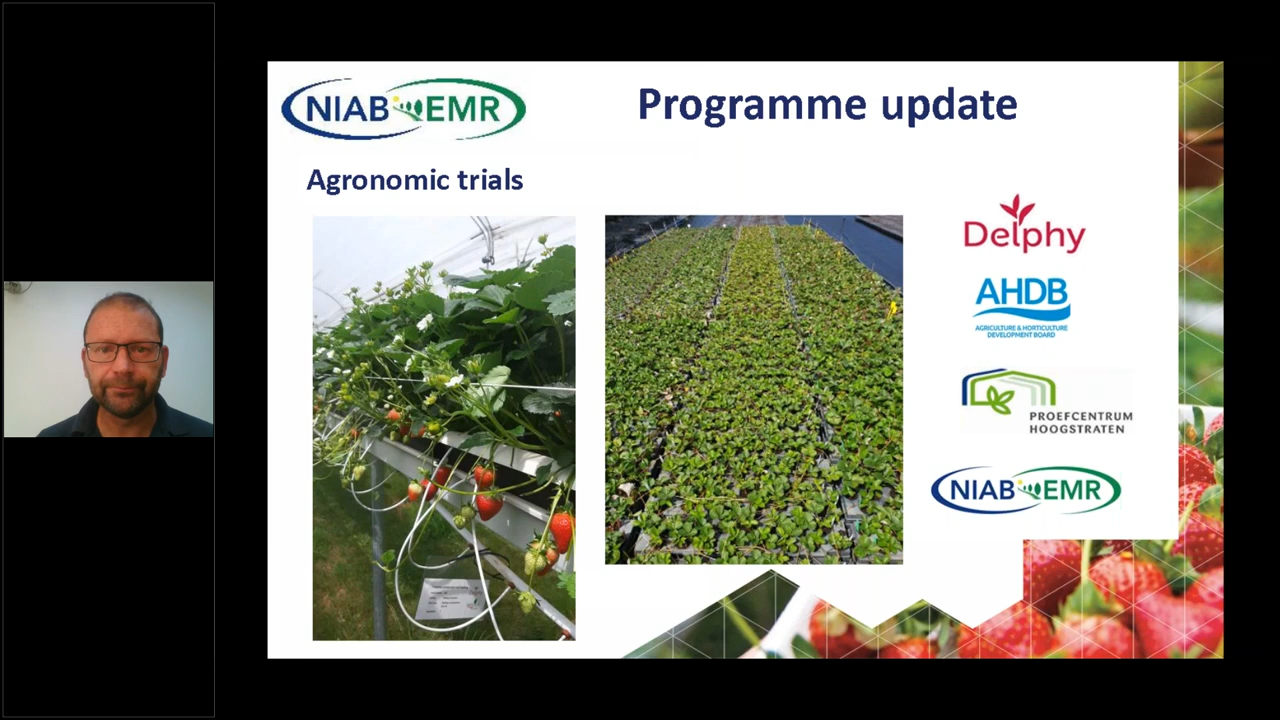 NIAB EMR
Programme update
Agronomic trials
Delphy
AHDB
AGRICULTURE & HORTICULTURE
DEVELOPMENT BOARD
PROEFCENTRUM
HOOGSTRATEN
NIAB EMR